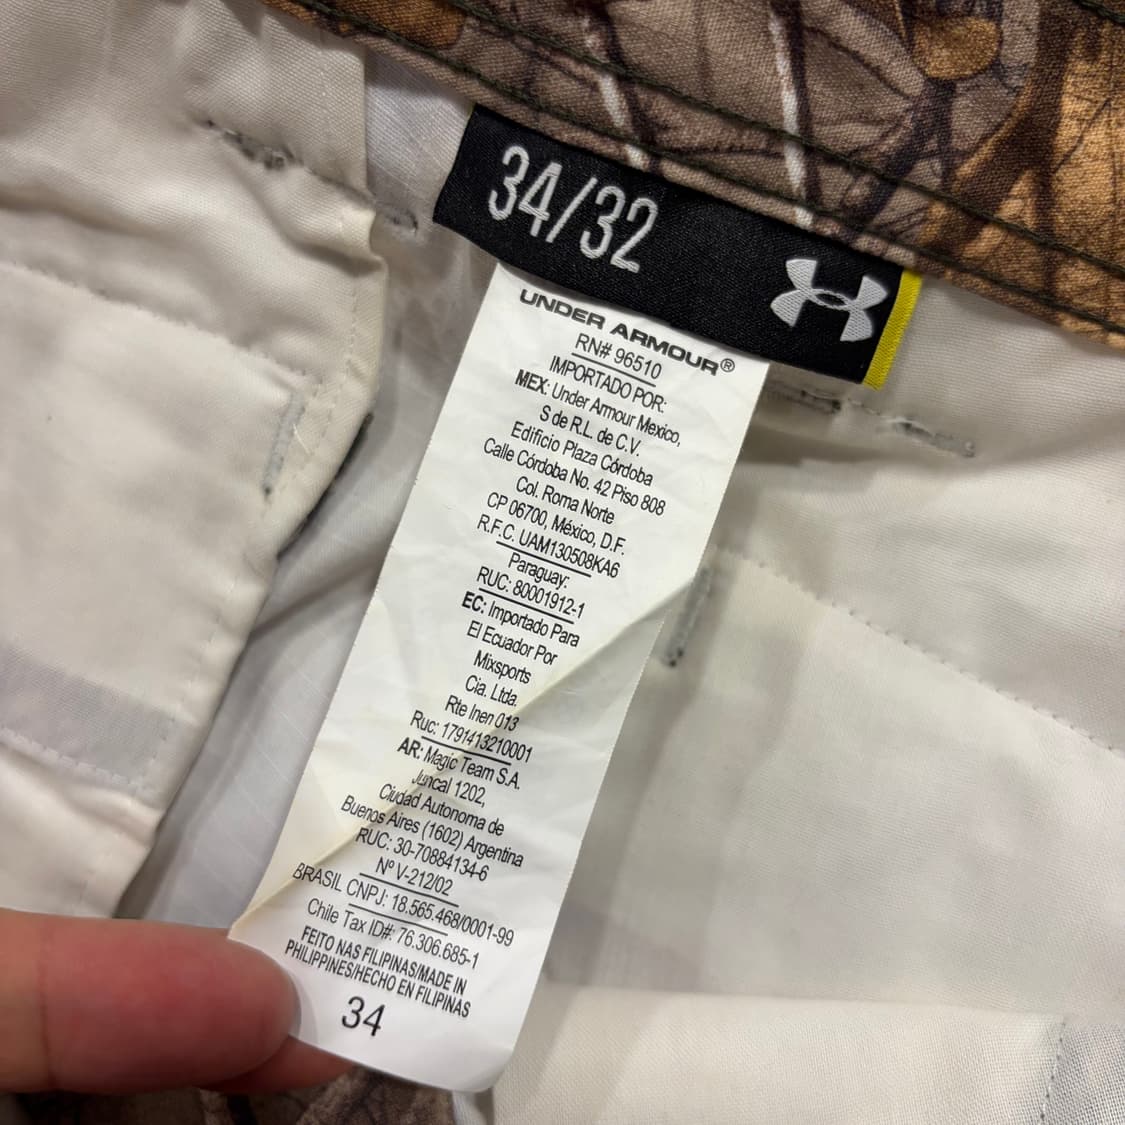 34/32
UNDER ARMOUR®
RN# 96510
IMPORTADO POR:
MEX: Under Armour Mexico,
S de R.L. de C.V.
Edificio Plaza Córdoba
Calle Córdoba No. 42 Piso 808
Col. Roma Norte
CP 06700, México, D.F.
R.F.C. UAM130508KA6
Paraguay:
RUC: 80001912-1
EC: Importado Para
El Ecuador Por
Mixsports
Cia. Ltda.
Rte Inen 013
Ruc: 1791413210001
AR: Magic Team S.A.
Juncal 1202,
Ciudad Autonoma de
Buenos Aires (1602) Argentina
RUC: 30-70884134-6
Nº V-212/02
BRASIL CNPJ: 18.565.468/0001-99
Chile Tax ID#: 76.306.685-1
FEITO NAS FILIPINAS/MADE IN
PHILIPPINES/HECHO EN FILIPINAS
34